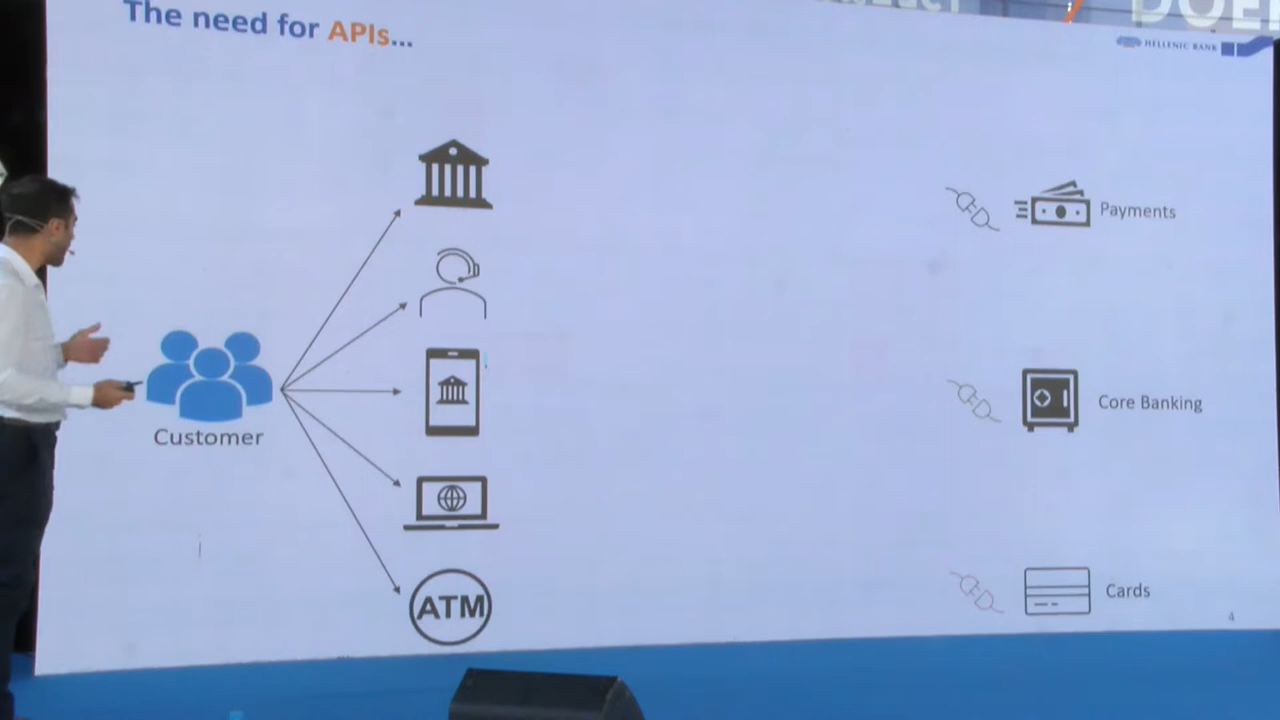 The need for APIs...
HELLENIC BANK
Payments
Customer
Core Banking
ATM
Cards
4